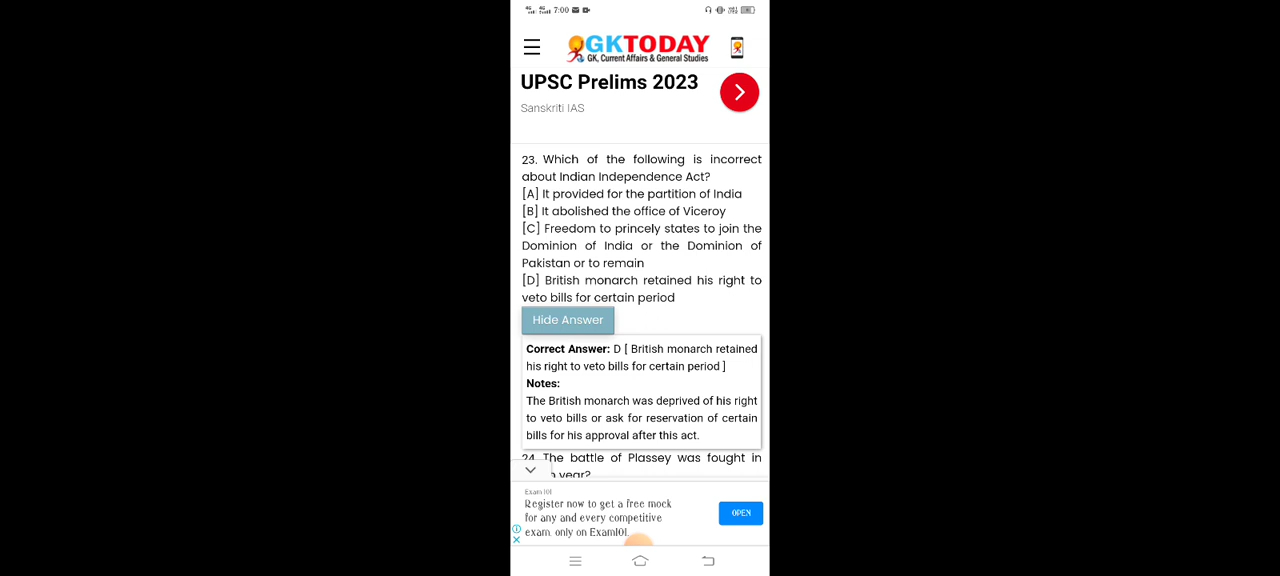 7:00
GKTODAY
GK, Current Affairs & General Studies
UPSC Prelims 2023
Sanskriti IAS
23. Which of the following is incorrect
about Indian Independence Act?
[A] It provided for the partition of India
[B] It abolished the office of Viceroy
[C] Freedom to princely states to join the
Dominion of India or the Dominion of
Pakistan or to remain
[D] British monarch retained his right to
veto bills for certain period
Hide Answer
Correct Answer: D [ British monarch retained
his right to veto bills for certain period ]
Notes:
The British monarch was deprived of his right
to veto bills or ask for reservation of certain
bills for his approval after this act.
24. The battle of Plassey was fought in
year?
Exam 101
Register now to get a free mock
for any and every competitive
exam, only on Exam101.
OPEN